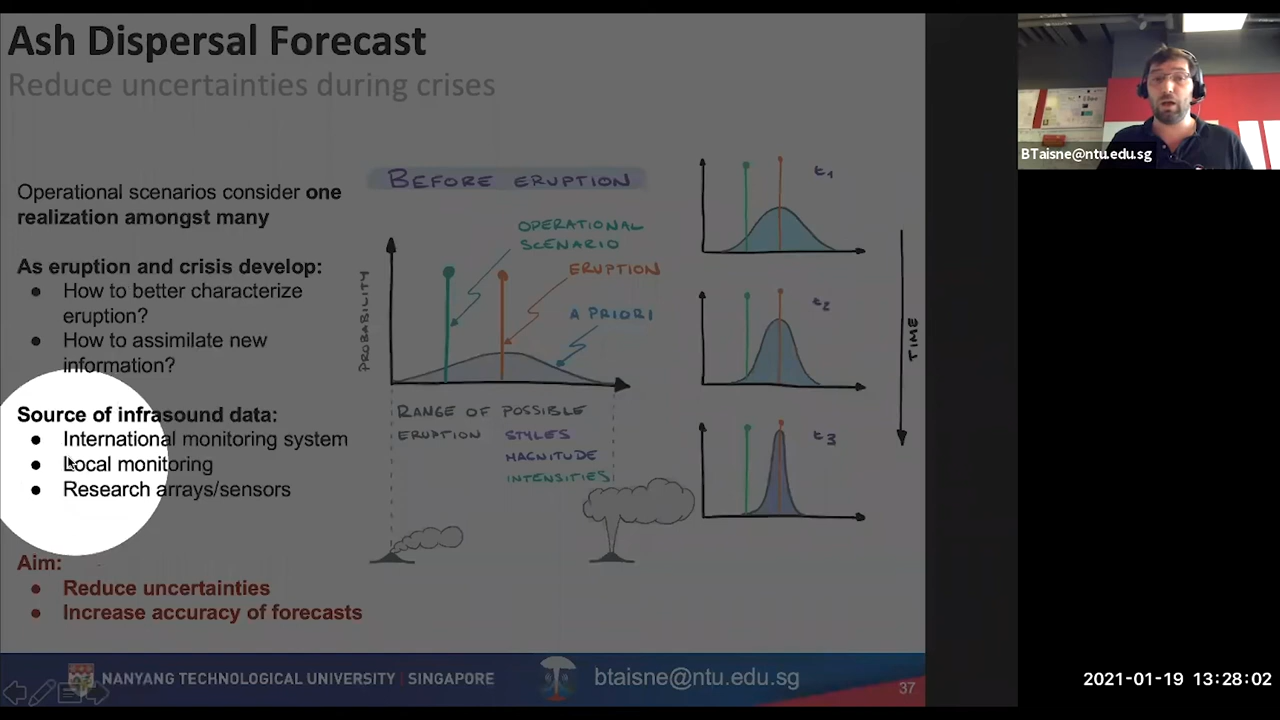 Ash Dispersal Forecast
Reduce uncertainties during crises
Operational scenarios consider one
realization amongst many
As eruption and crisis develop:
How to better characterize
eruption?
How to assimilate new
information?
Source of infrasound data:
International monitoring system
Local monitoring
Research arrays/sensors
Aim:
Reduce uncertainties
Increase accuracy of forecasts
BEFORE ERUPTION
OPERATIONAL
SCENARIO
ERUPTION
A PRIORI
PROBABILITY
RANGE OF POSSIBLE
ERUPTION STYLES
MAGNITUDE
INTENSITIES
t1
t2
t3
TIME
NANYANG TECHNOLOGICAL UNIVERSITY | SINGAPORE
btaisne@ntu.edu.sg
37
BTaisne@ntu.edu.sg
2021-01-19 13:28:02